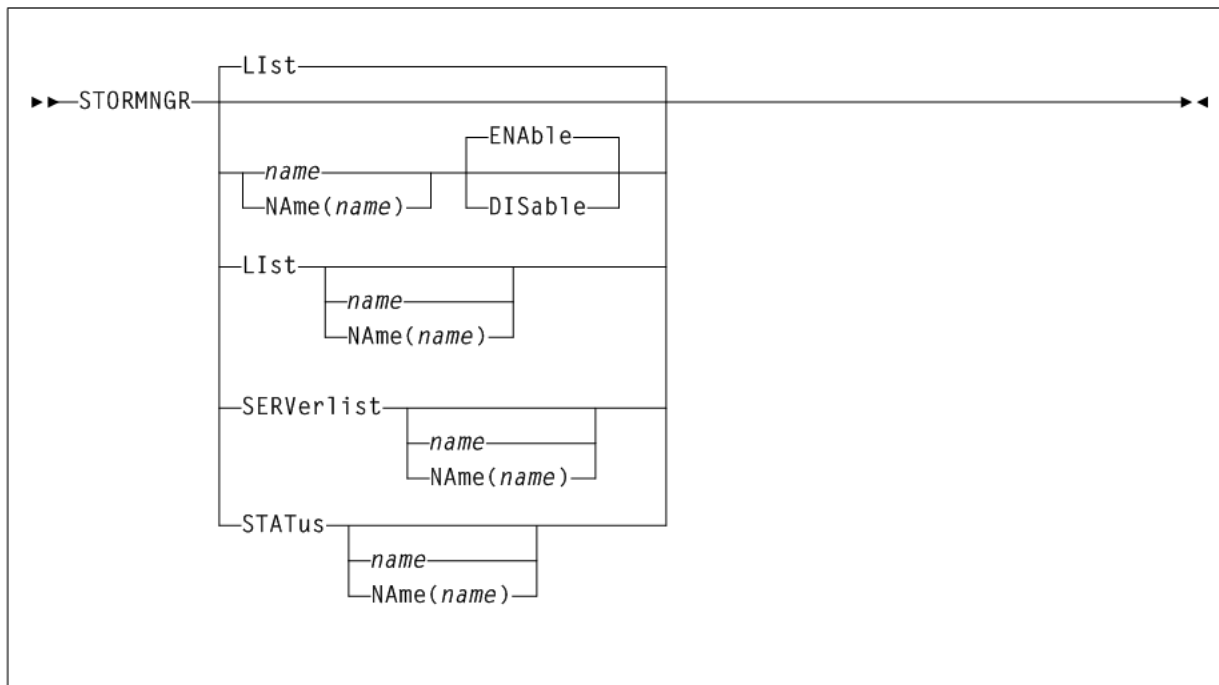 LIst
STORMNGR
ENAble
name
NAme(name)
DISable
LIst
name
NAme(name)
SERVerlist
name
NAme(name)
STATus
name
NAme(name)